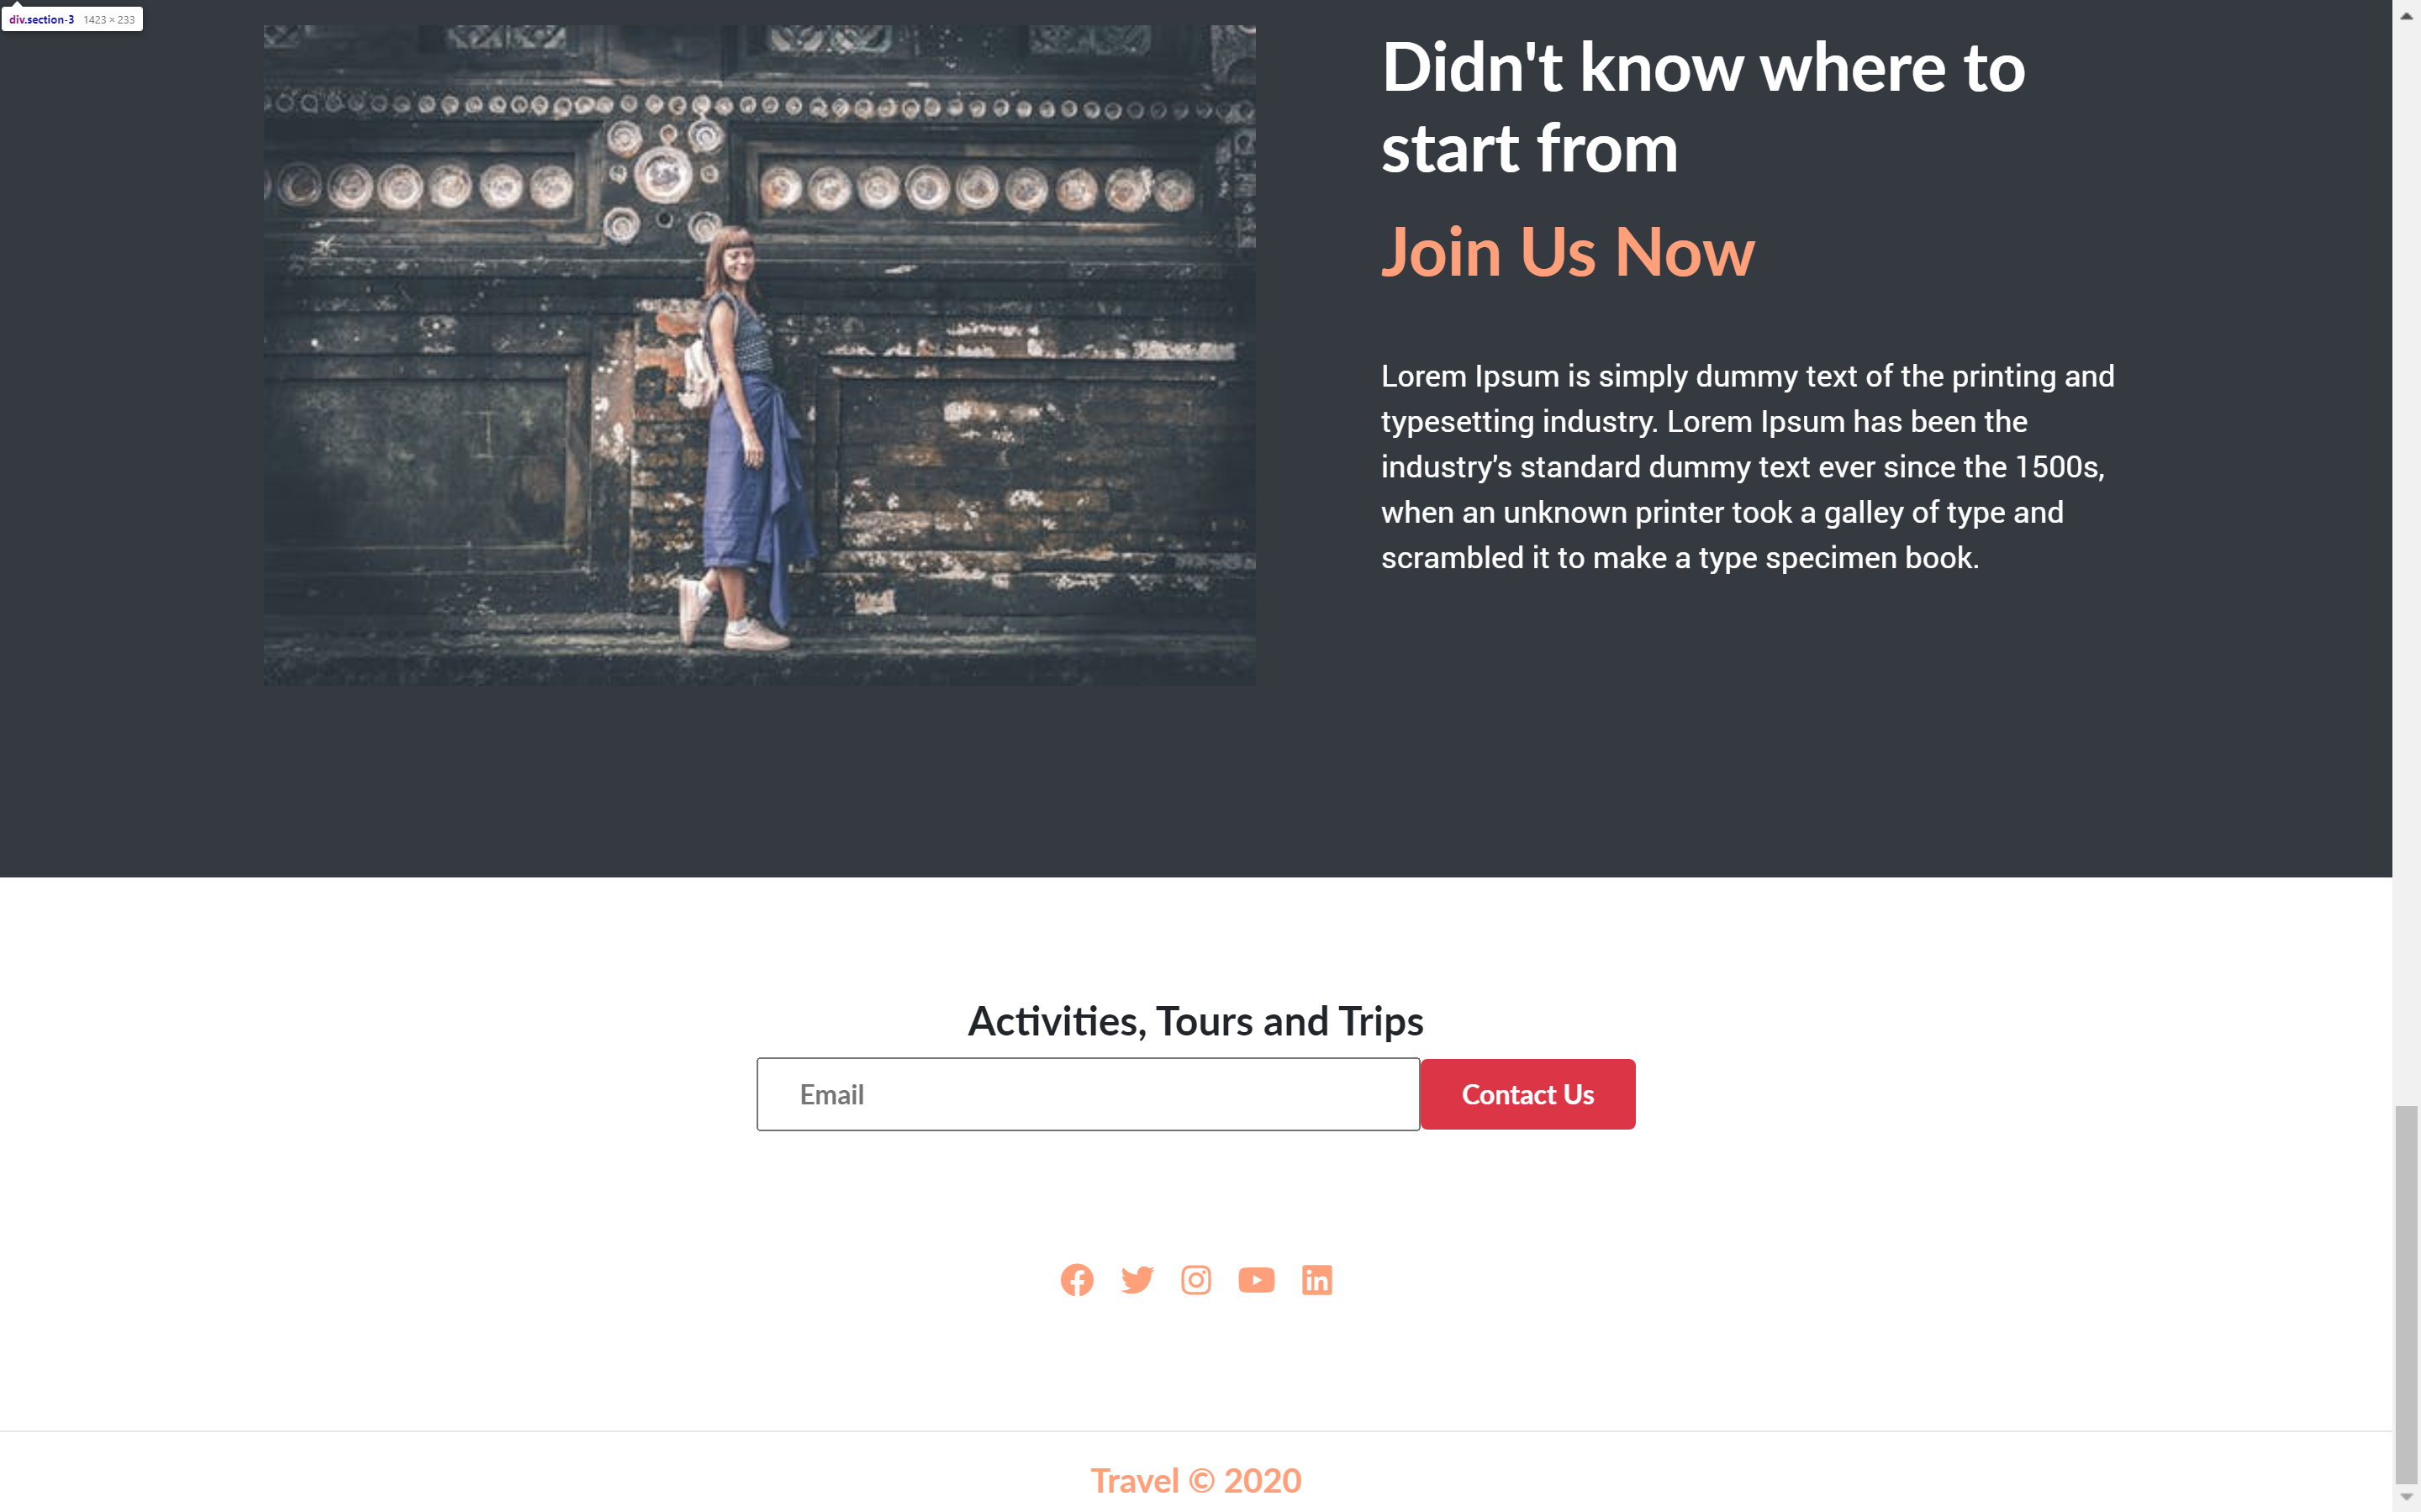 div.section-3 1423 × 233
Didn't know where to
start from
Join Us Now
Lorem Ipsum is simply dummy text of the printing and
typesetting industry. Lorem Ipsum has been the
industry's standard dummy text ever since the 1500s,
when an unknown printer took a galley of type and
scrambled it to make a type specimen book.
Activities, Tours and Trips
Email
Contact Us
Travel © 2020